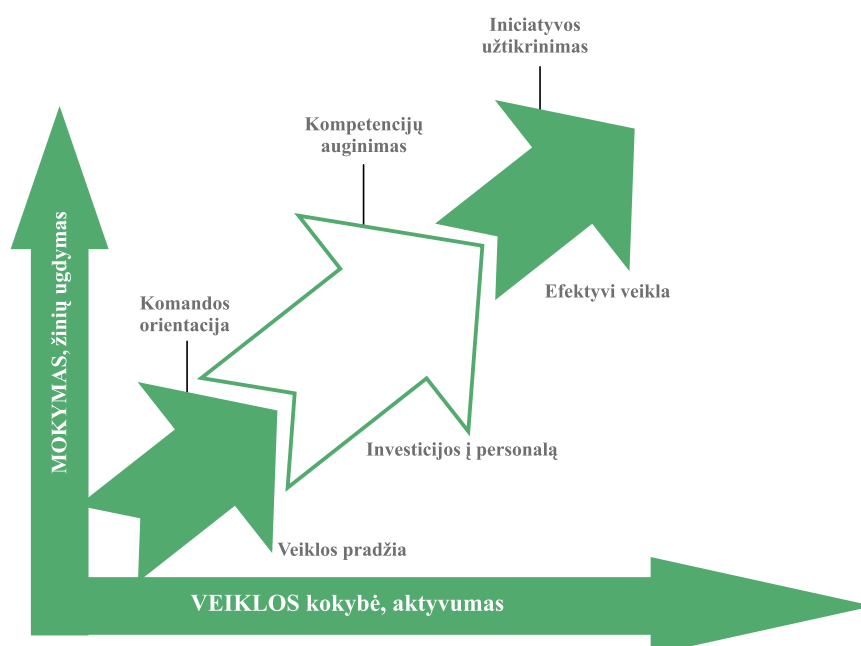 Iniciatyvos
užtikrinimas
Kompetencijų
auginimas
Efektyvi veikla
Komandos
orientacija
MOKYMAS, žinių ugdymas
Investicijos į personalą
Veiklos pradžia
VEIKLOS kokybė, aktyvumas